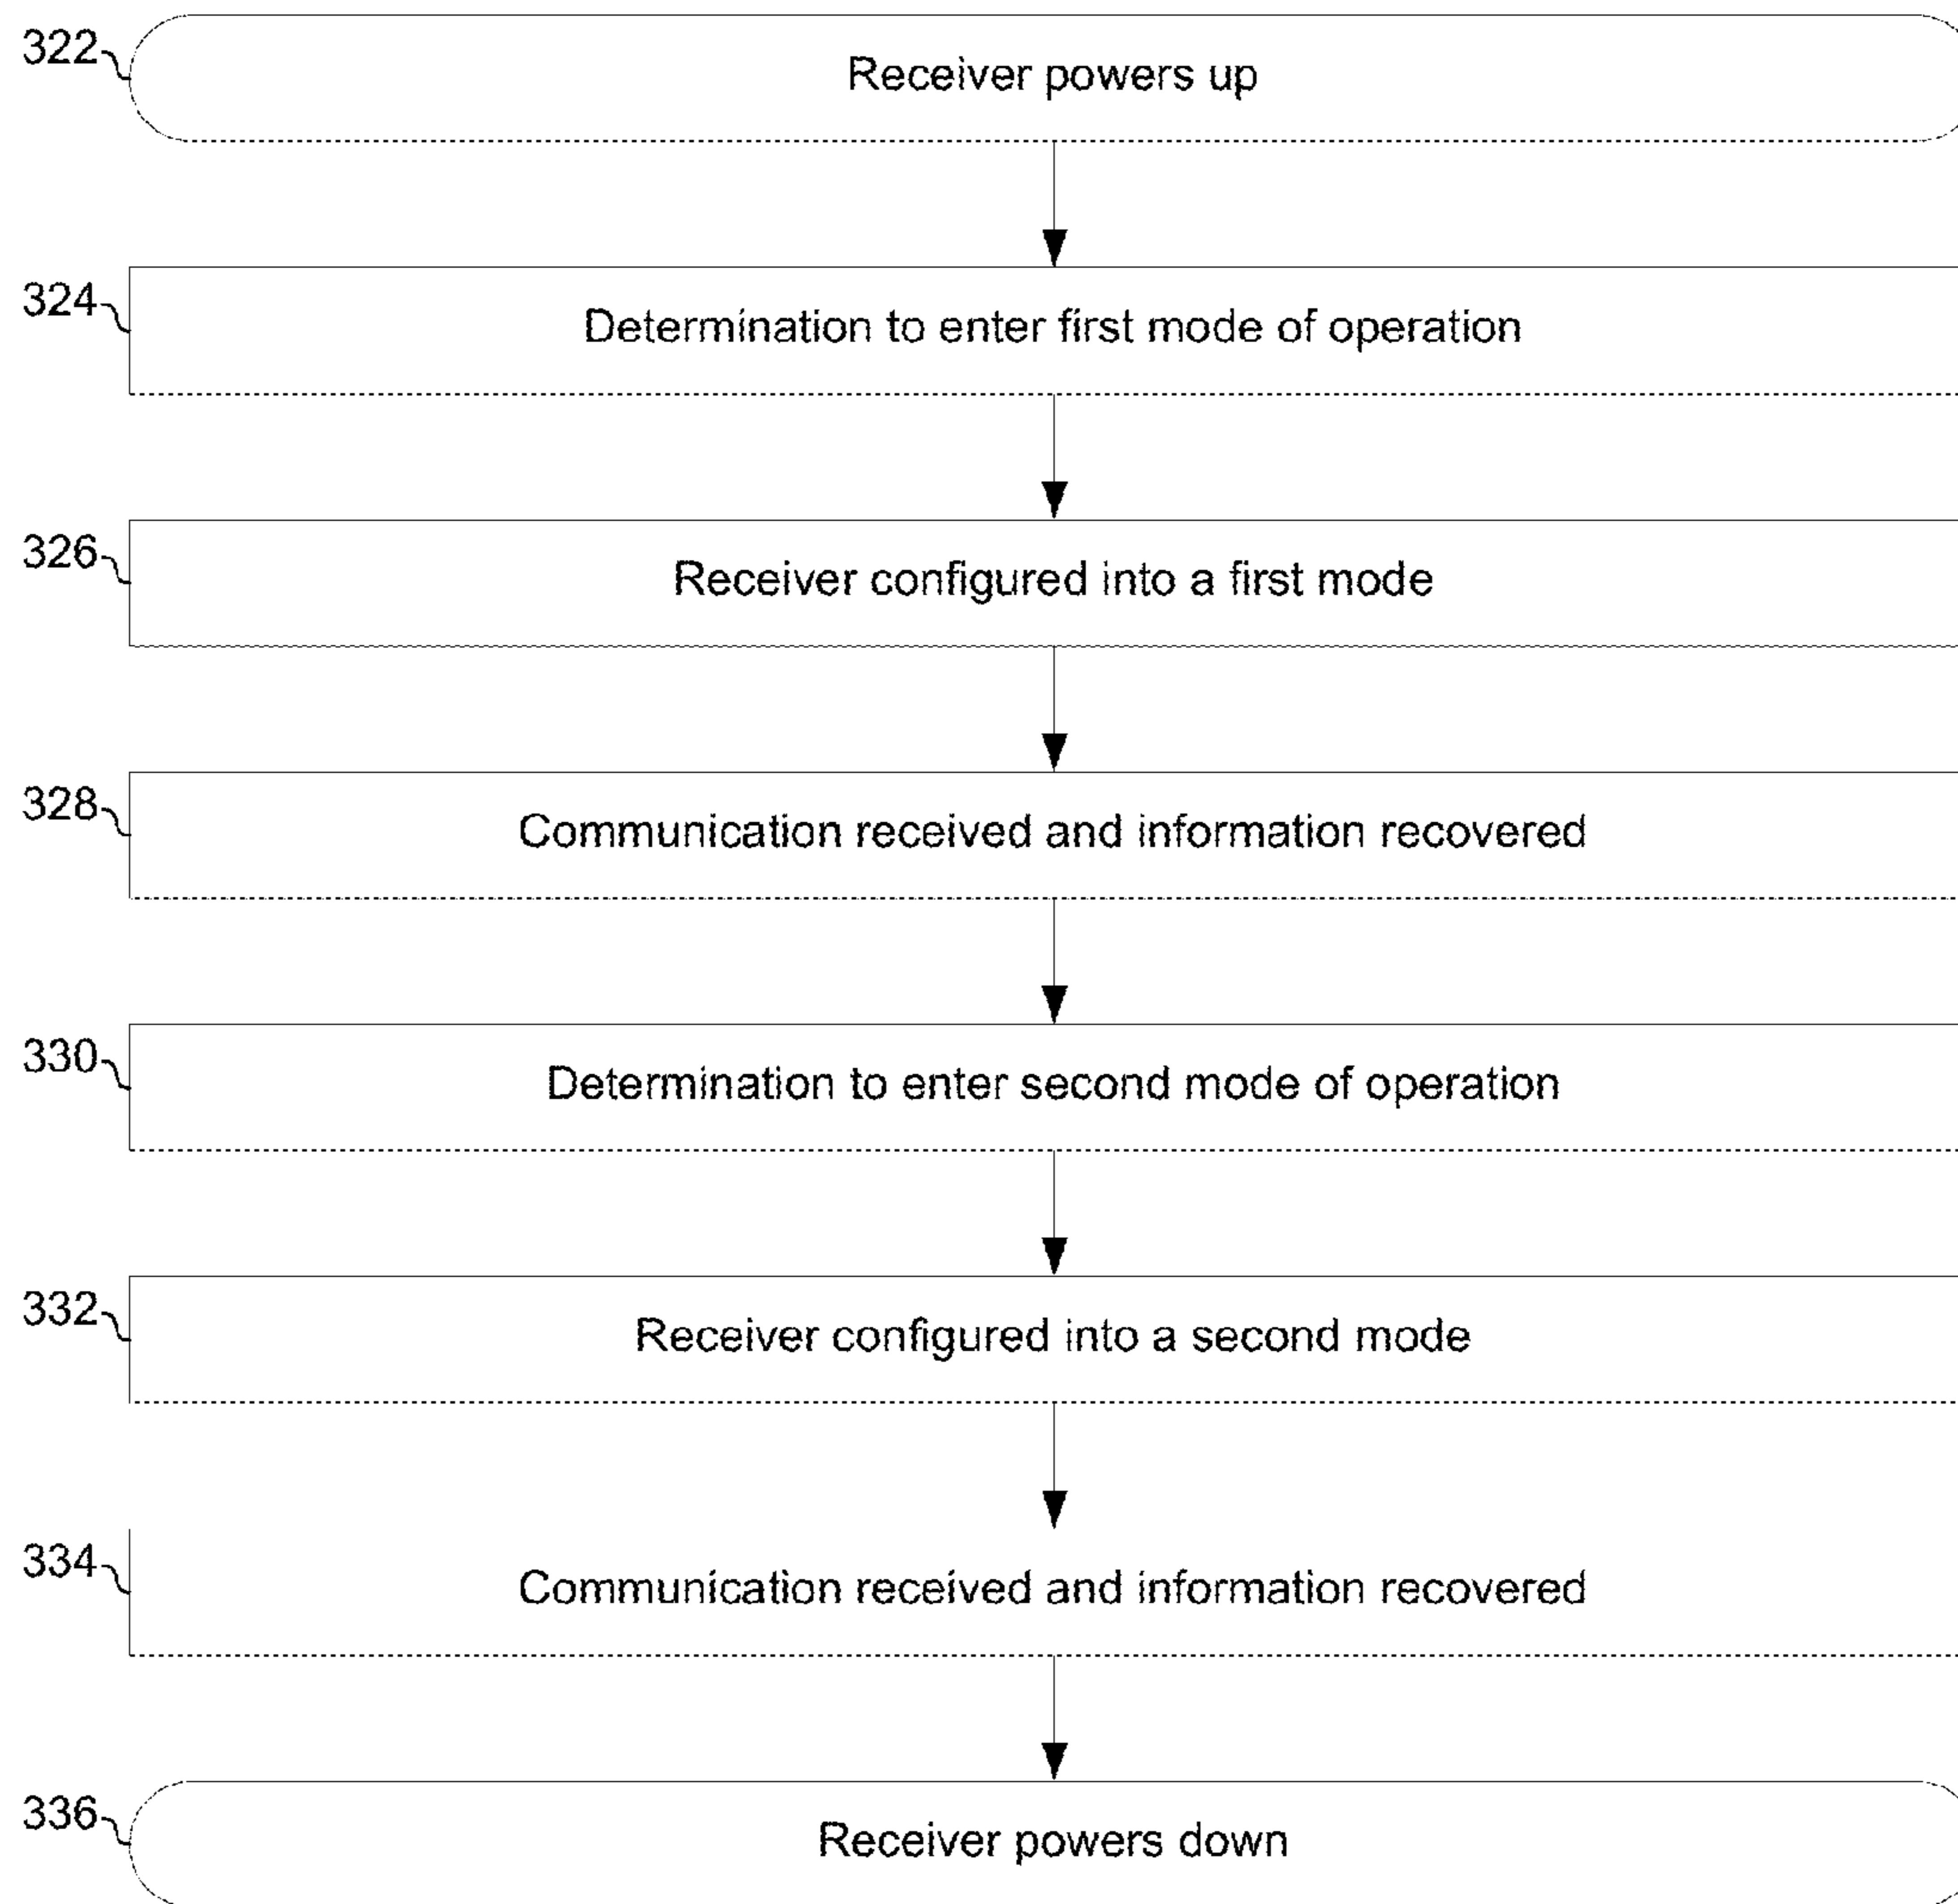 322 Receiver powers up
324 Determination to enter first mode of operation
326 Receiver configured into a first mode
328 Communication received and information recovered
330 Determination to enter second mode of operation
332 Receiver configured into a second mode
334 Communication received and information recovered
336 Receiver powers down